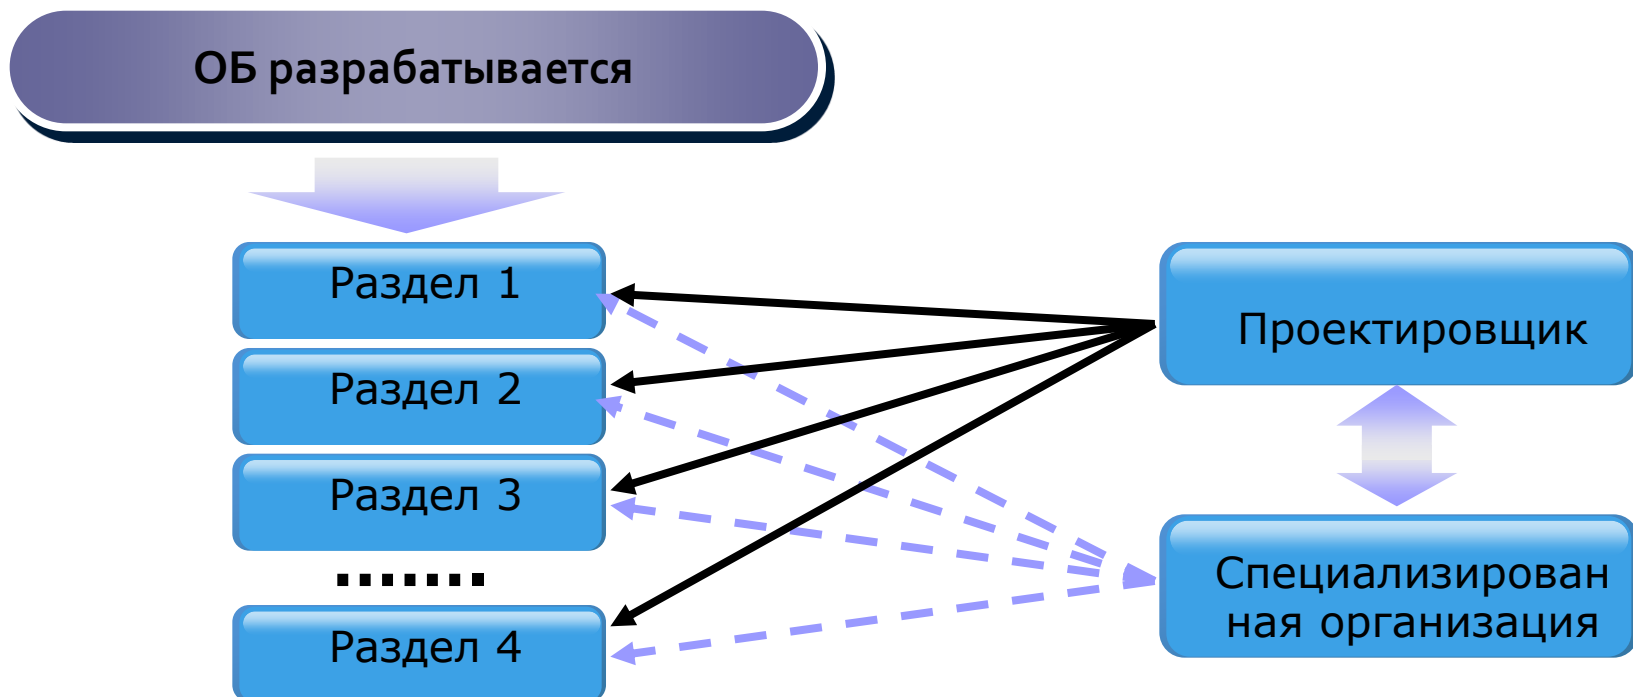 ОБ разрабатывается
Раздел 1
Раздел 2
Раздел 3
.......
Раздел 4
Проектировщик
Специализирован
ная организация